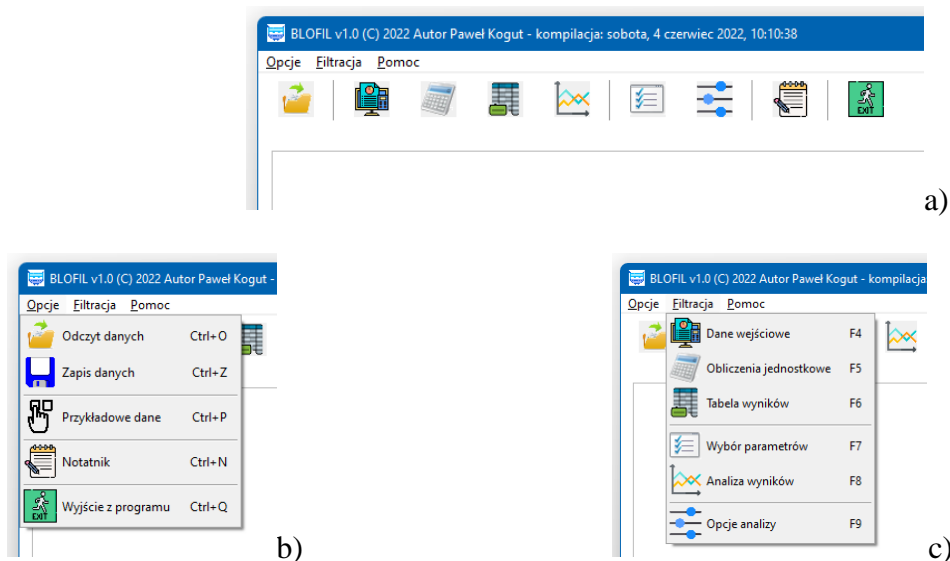 BLOFIL v1.0 (C) 2022 Autor Paweł Kogut - kompilacja: sobota, 4 czerwiec 2022, 10:10:38
Opcje Filtracja Pomoc
EXIT
a)
BLOFIL v1.0 (C) 2022 Autor Paweł Kogut -
Opcje Filtracja Pomoc
Odczyt danych Ctrl+O
Zapis danych Ctrl+Z
Przykładowe dane Ctrl+P
Notatnik Ctrl+N
EXIT Wyjście z programu Ctrl+Q
b)
BLOFIL v1.0 (C) 2022 Autor Paweł Kogut - kompilacja
Opcje Filtracja Pomoc
Dane wejściowe F4
Obliczenia jednostkowe F5
Tabela wyników F6
Wybór parametrów F7
Analiza wyników F8
Opcje analizy F9
c)